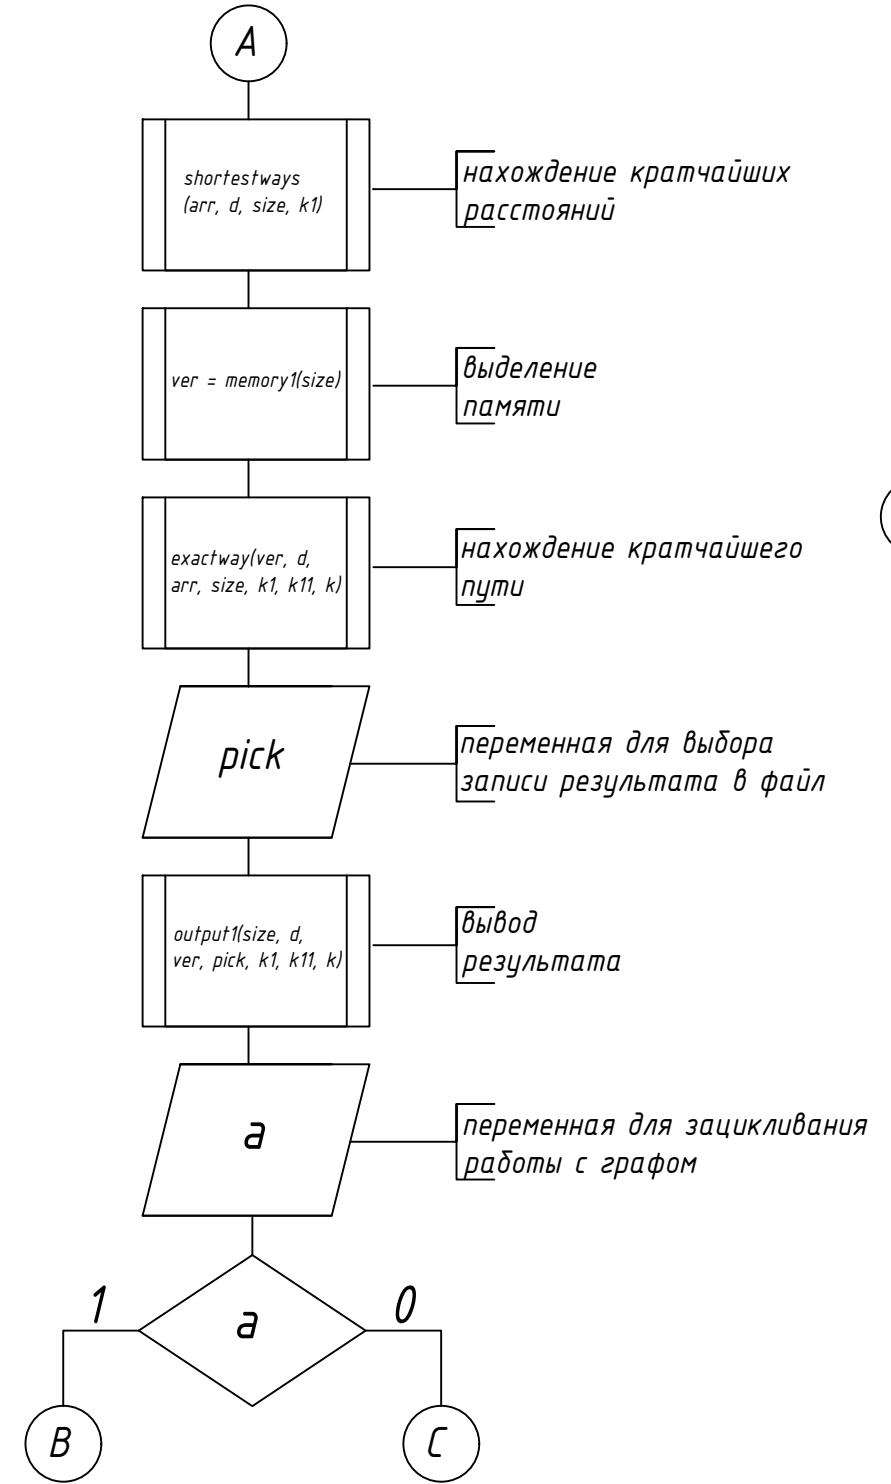 A
shortestways
(arr, d, size, k1)
нахождение кратчайших
расстояний
ver = memory1(size)
выделение
памяти
exactway(ver, d,
arr, size, k1, k11, k)
нахождение кратчайшего
пути
pick
переменная для выбора
записи результата в файл
output1(size, d,
ver, pick, k1, k11, k)
вывод
результата
a
переменная для зацикливания
работы с графом
1
a
0
B
C